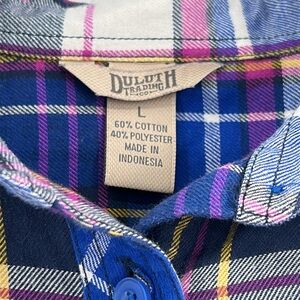 DULUTH
TRADING
CO
L
60% COTTON
40% POLYESTER
MADE IN
INDONESIA